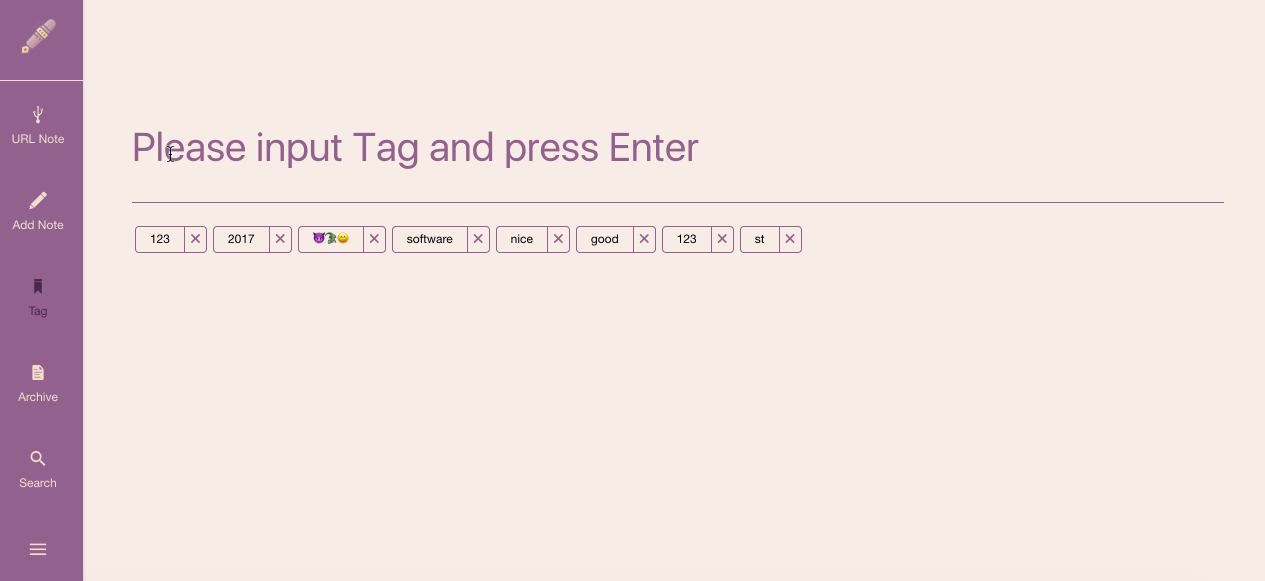 Please input Tag and press Enter
123 2017 😈🐉😄 software nice good 123 st
URL Note
Add Note
Tag
Archive
Search